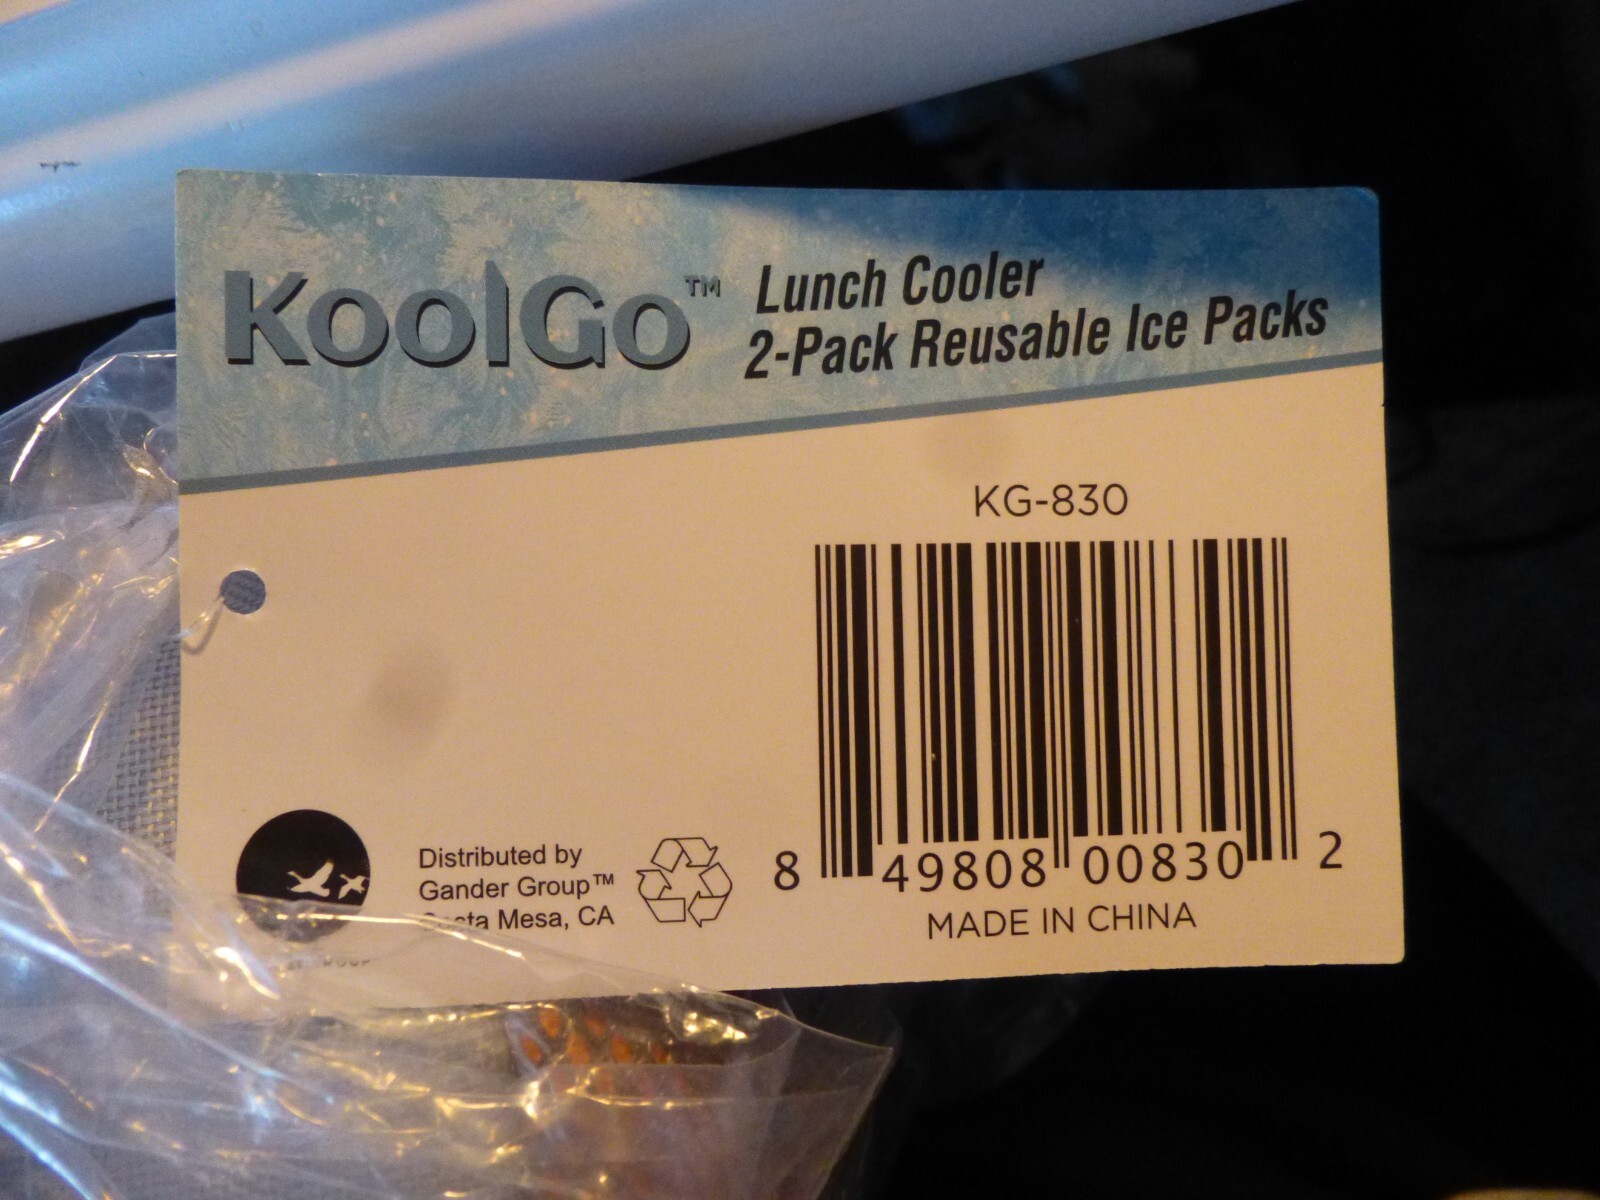 KoolGo™
Lunch Cooler
2-Pack Reusable Ice Packs
KG-830
8 49808 00830 2
MADE IN CHINA
Distributed by
Gander Group™
Mesa, CA